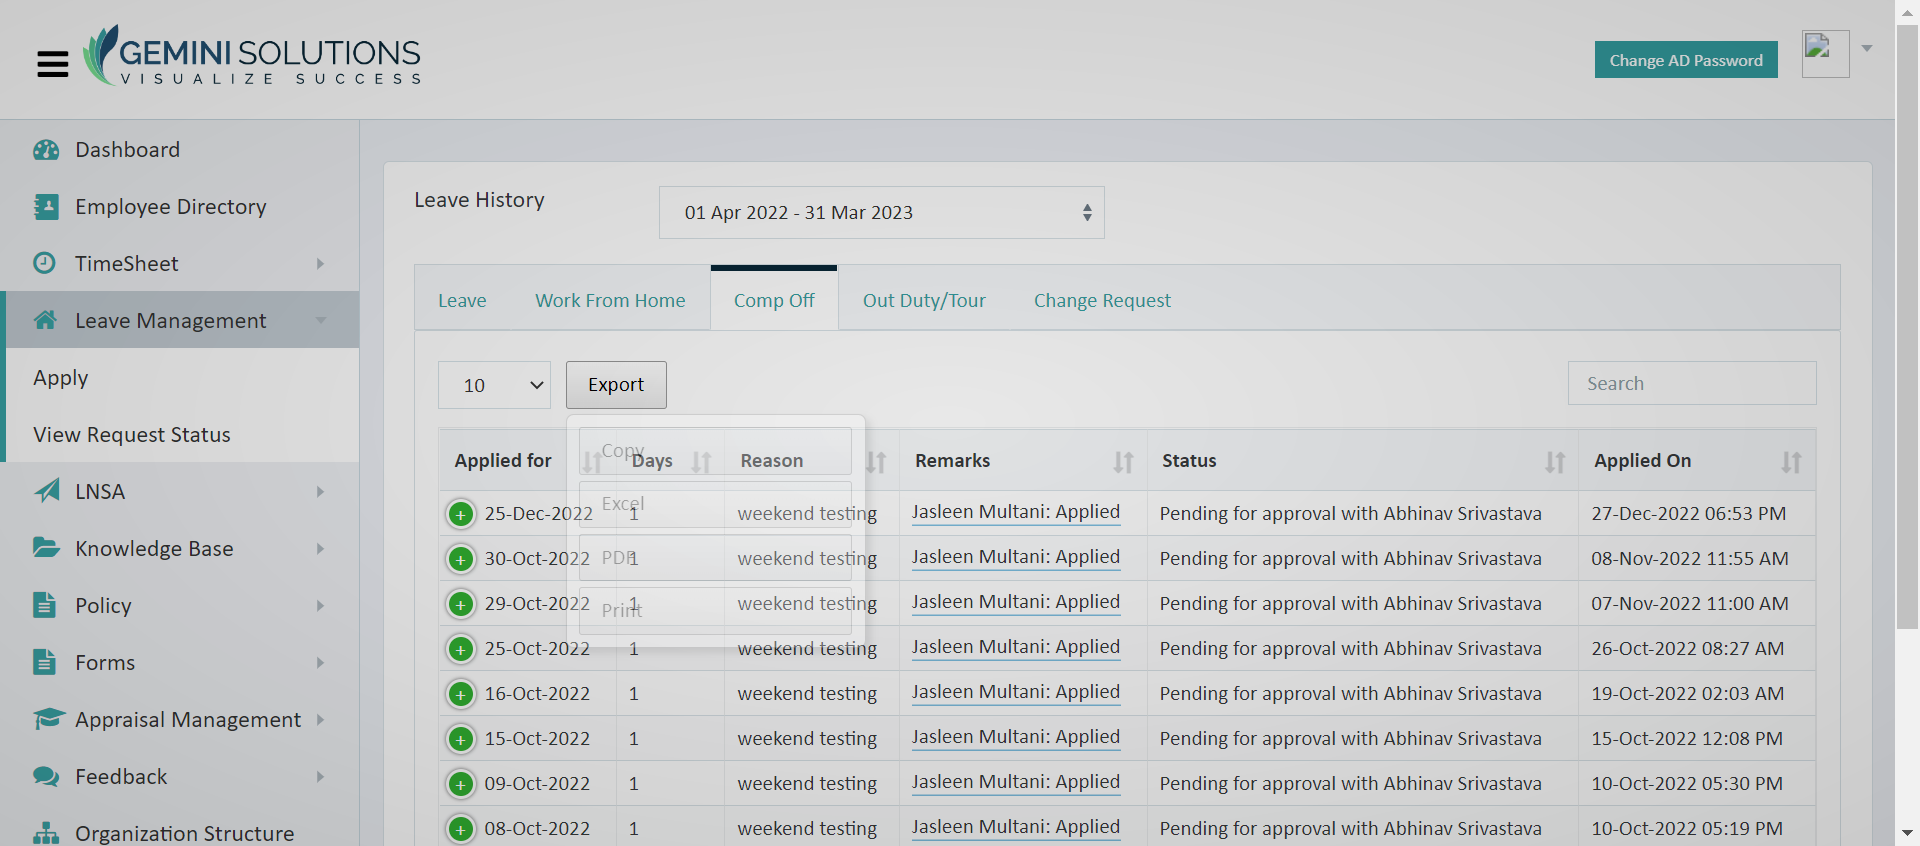 GEMINI SOLUTIONS
VISUALIZE SUCCESS
Change AD Password
Dashboard
Employee Directory
TimeSheet
Leave Management
Apply
View Request Status
LNSA
Knowledge Base
Policy
Forms
Appraisal Management
Feedback
Organization Structure
Leave History
01 Apr 2022 - 31 Mar 2023
Leave Work From Home Comp Off Out Duty/Tour Change Request
10 Export Search
Copy
Excel
PDF
Print
Applied for Days Reason Remarks Status Applied On
25-Dec-2022 1 weekend testing Jasleen Multani: Applied Pending for approval with Abhinav Srivastava 27-Dec-2022 06:53 PM
30-Oct-2022 1 weekend testing Jasleen Multani: Applied Pending for approval with Abhinav Srivastava 08-Nov-2022 11:55 AM
29-Oct-2022 1 weekend testing Jasleen Multani: Applied Pending for approval with Abhinav Srivastava 07-Nov-2022 11:00 AM
25-Oct-2022 1 weekend testing Jasleen Multani: Applied Pending for approval with Abhinav Srivastava 26-Oct-2022 08:27 AM
16-Oct-2022 1 weekend testing Jasleen Multani: Applied Pending for approval with Abhinav Srivastava 19-Oct-2022 02:03 AM
15-Oct-2022 1 weekend testing Jasleen Multani: Applied Pending for approval with Abhinav Srivastava 15-Oct-2022 12:08 PM
09-Oct-2022 1 weekend testing Jasleen Multani: Applied Pending for approval with Abhinav Srivastava 10-Oct-2022 05:30 PM
08-Oct-2022 1 weekend testing Jasleen Multani: Applied Pending for approval with Abhinav Srivastava 10-Oct-2022 05:19 PM